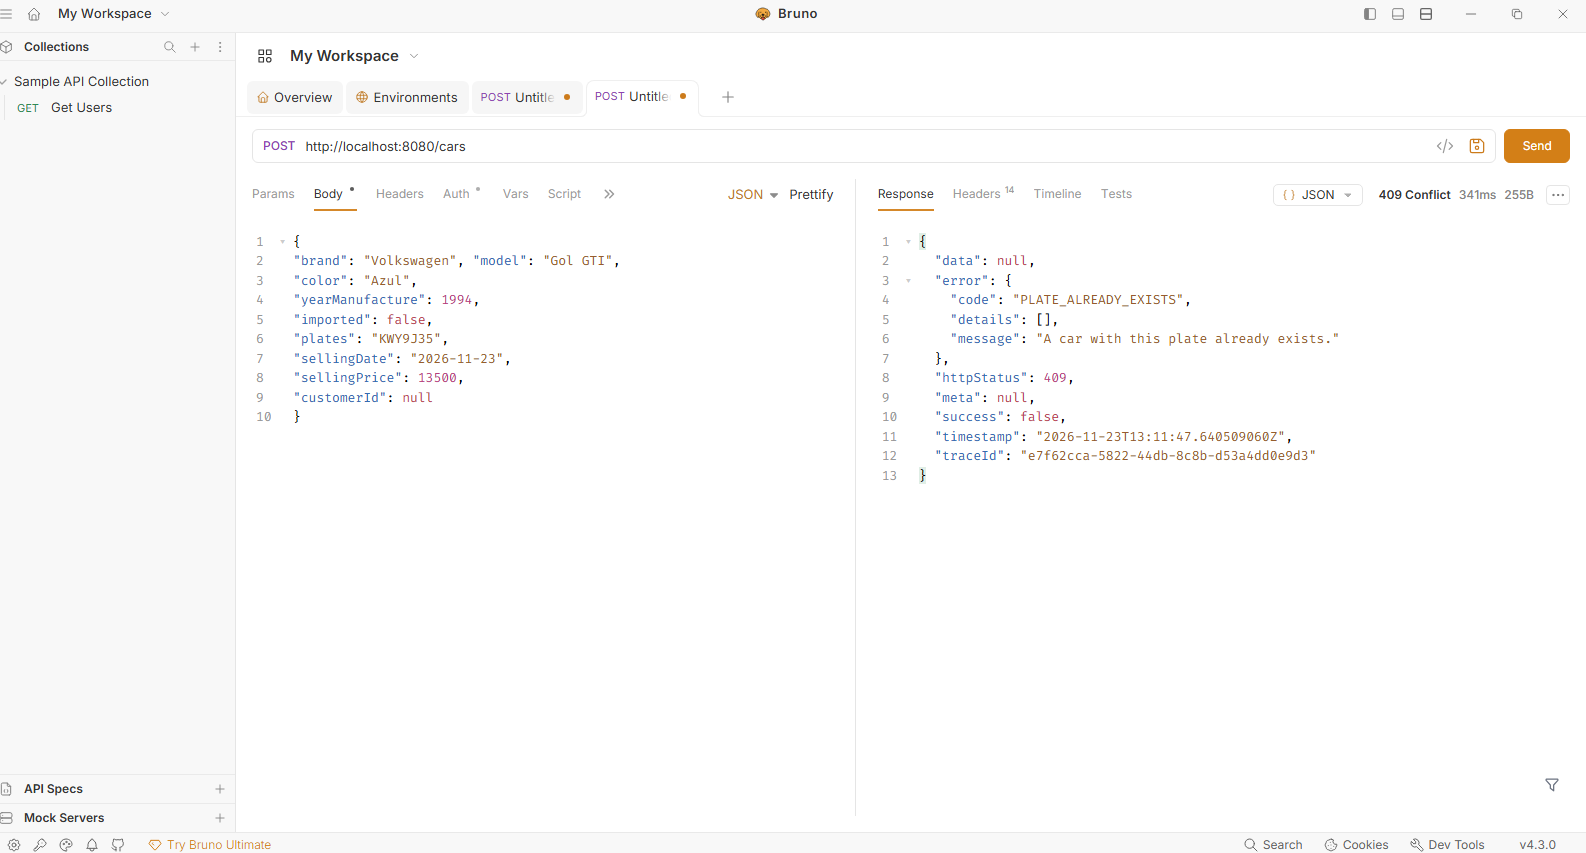 My Workspace
Bruno
Collections
Sample API Collection
GET Get Users
My Workspace
Overview
Environments
POST Untitle
POST Untitle
POST http://localhost:8080/cars
Send
Params Body Headers Auth Vars Script
JSON Prettify
1 {
2 "brand": "Volkswagen", "model": "Gol GTI",
3 "color": "Azul",
4 "yearManufacture": 1994,
5 "imported": false,
6 "plates": "KWY9J35",
7 "sellingDate": "2026-11-23",
8 "sellingPrice": 13500,
9 "customerId": null
10 }
Response Headers 14 Timeline Tests
{ } JSON 409 Conflict 341ms 255B
1 {
2 "data": null,
3 "error": {
4 "code": "PLATE_ALREADY_EXISTS",
5 "details": [],
6 "message": "A car with this plate already exists."
7 },
8 "httpStatus": 409,
9 "meta": null,
10 "success": false,
11 "timestamp": "2026-11-23T13:11:47.640509060Z",
12 "traceId": "e7f62cca-5822-44db-8c8b-d53a4dd0e9d3"
13 }
API Specs
Mock Servers
Try Bruno Ultimate
Search Cookies Dev Tools v4.3.0